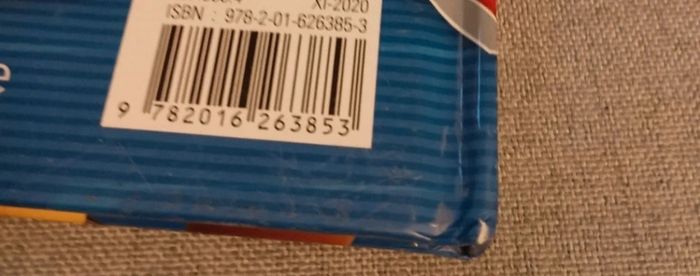 XI-2020
ISBN : 978-2-01-626385-3
e
9 782016 263853